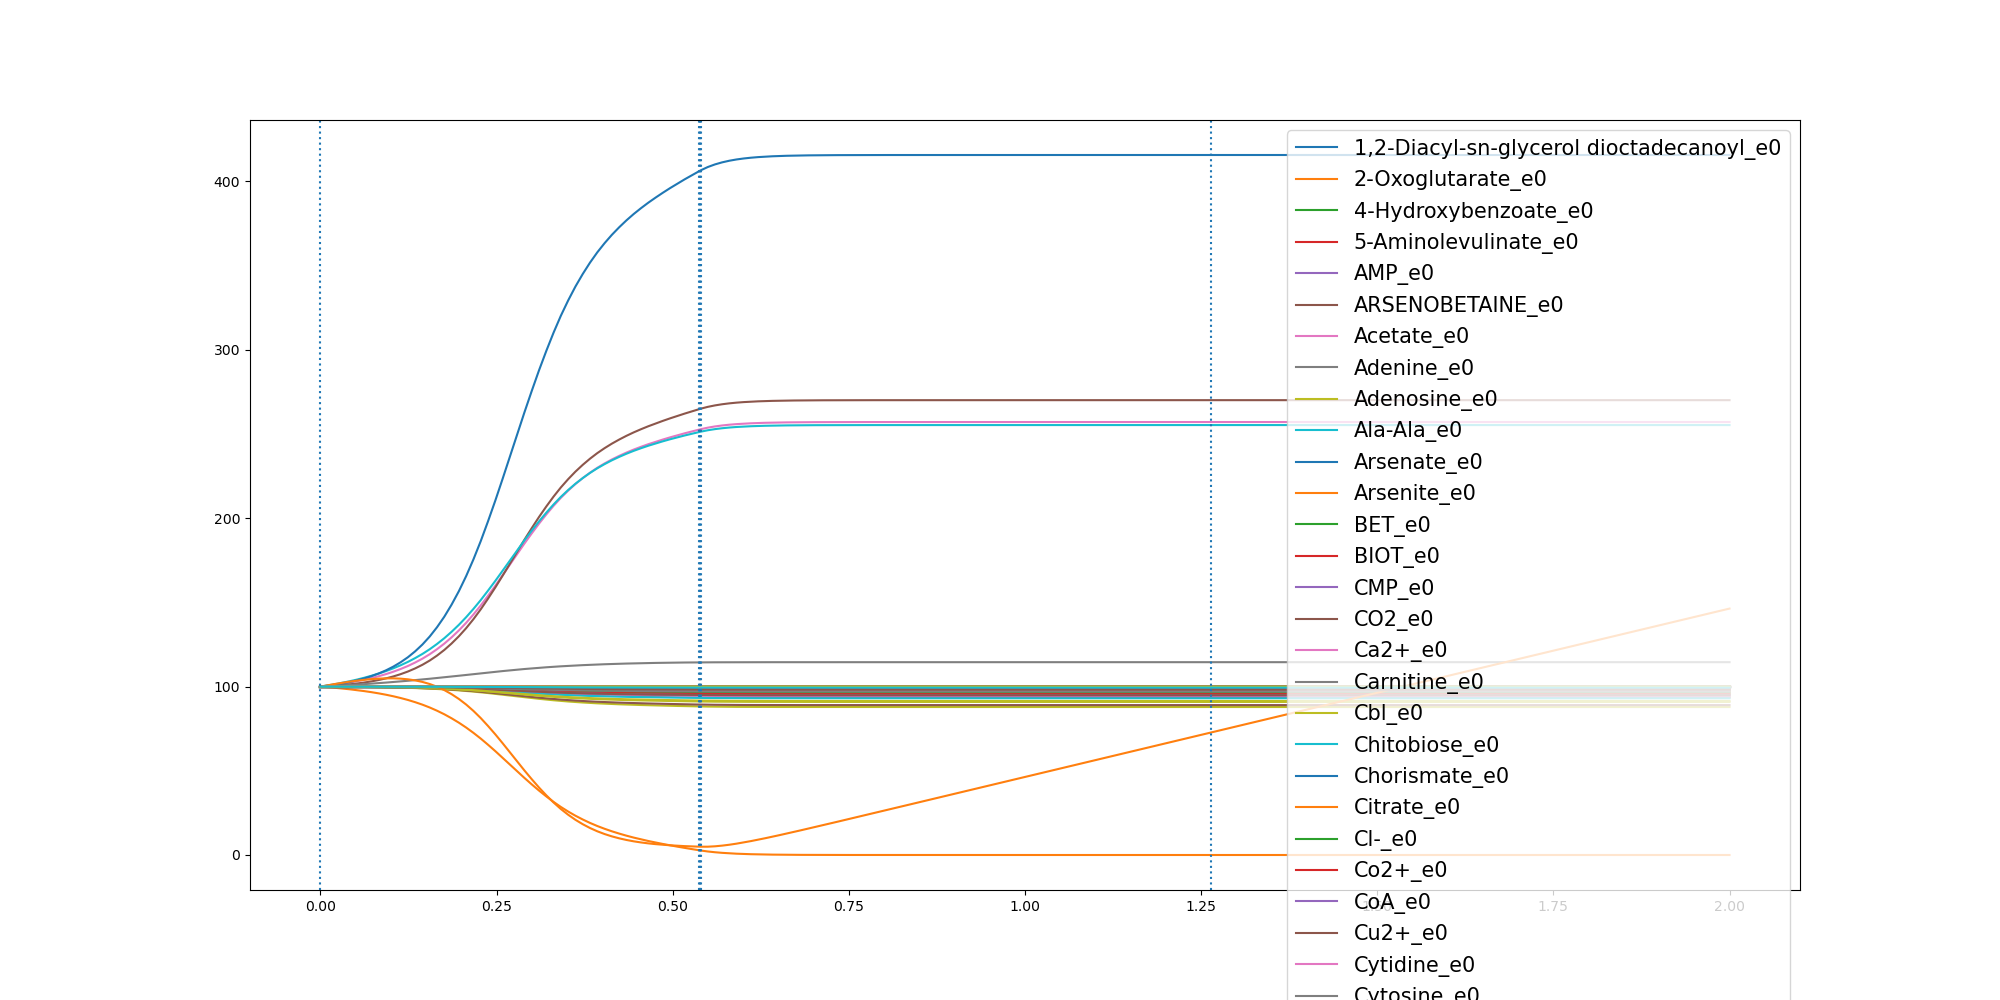 400
300
200
100
0
0.00 0.25 0.50 0.75 1.00 1.25 1.50 1.75 2.00
1,2-Diacyl-sn-glycerol dioctadecanoyl_e0
2-Oxoglutarate_e0
4-Hydroxybenzoate_e0
5-Aminolevulinate_e0
AMP_e0
ARSENOBETAINE_e0
Acetate_e0
Adenine_e0
Adenosine_e0
Ala-Ala_e0
Arsenate_e0
Arsenite_e0
BET_e0
BIOT_e0
CMP_e0
CO2_e0
Ca2+_e0
Carnitine_e0
Cbl_e0
Chitobiose_e0
Chorismate_e0
Citrate_e0
Cl-_e0
Co2+_e0
CoA_e0
Cu2+_e0
Cytidine_e0
Cytosine_e0